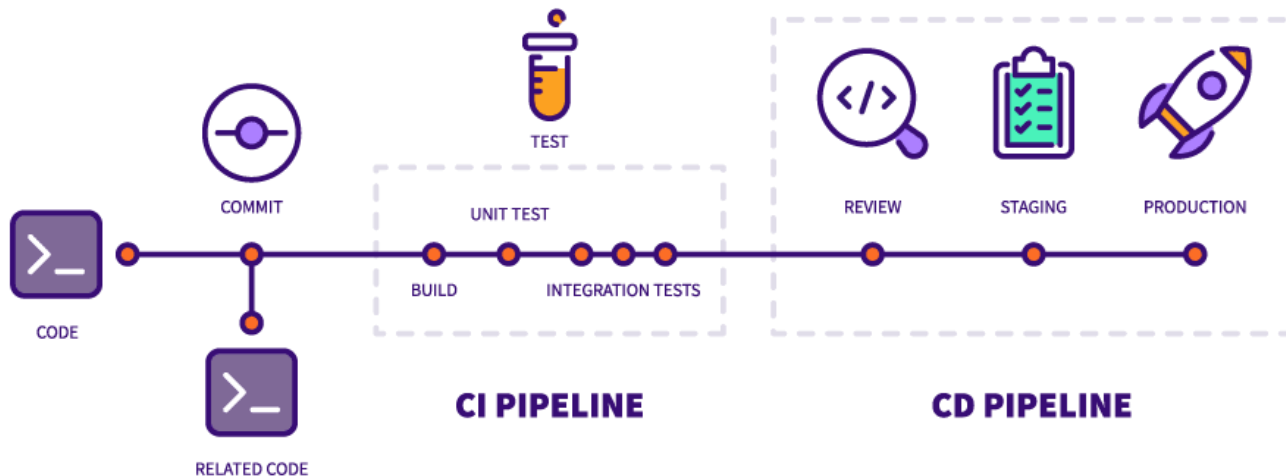 TEST
COMMIT
UNIT TEST
REVIEW
STAGING
PRODUCTION
BUILD
INTEGRATION TESTS
CODE
CI PIPELINE
CD PIPELINE
RELATED CODE